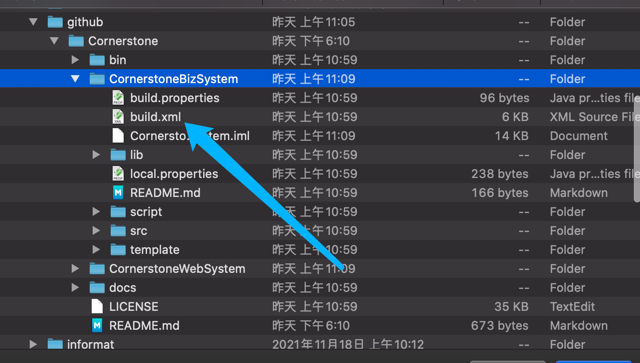 github 昨天 上午11:05 -- Folder
Cornerstone 昨天 下午6:10 -- Folder
bin 昨天 上午10:59 -- Folder
CornerstoneBizSystem 昨天 上午11:09 -- Folder
build.properties 昨天 上午10:59 96 bytes Java pr...ties file
build.xml 昨天 上午10:59 6 KB XML Source File
Cornersto...stem.iml 昨天 上午11:09 14 KB Document
lib 昨天 上午10:59 -- Folder
local.properties 昨天 上午10:59 238 bytes Java pr...ties file
README.md 昨天 上午10:59 166 bytes Markdown
script 昨天 上午10:59 -- Folder
src 昨天 上午10:59 -- Folder
template 昨天 上午10:59 -- Folder
CornerstoneWebSystem 昨天 上午11:09 -- Folder
docs 昨天 上午10:59 -- Folder
LICENSE 昨天 上午10:59 35 KB TextEdit
README.md 昨天 下午6:10 673 bytes Markdown
informat 2021年11月18日 上午10:12 -- Folder